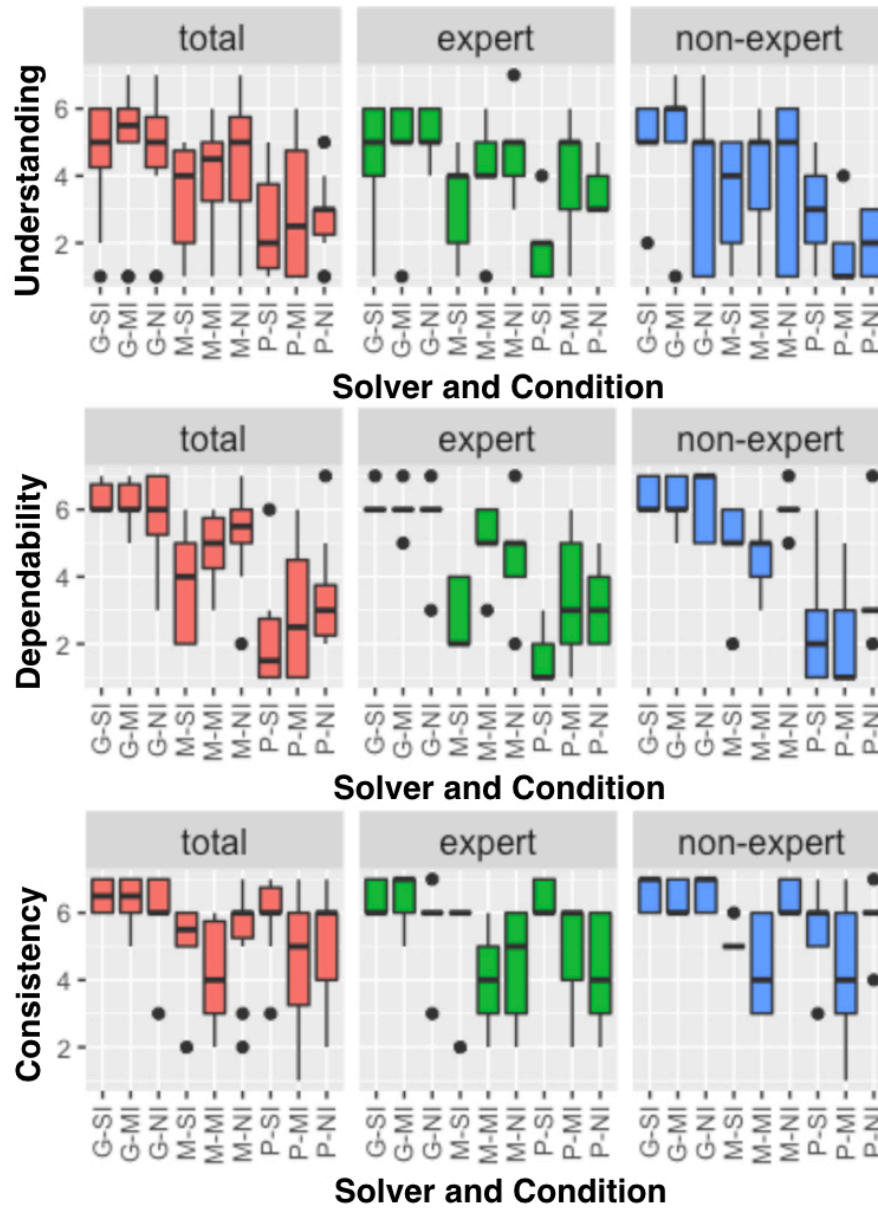 total expert non-expert
Understanding
6
4
2
G-SI G-MI G-NI M-SI M-MI M-NI P-SI P-MI P-NI G-SI G-MI G-NI M-SI M-MI M-NI P-SI P-MI P-NI G-SI G-MI G-NI M-SI M-MI M-NI P-SI P-MI P-NI
Solver and Condition
total expert non-expert
Dependability
6
4
2
G-SI G-MI G-NI M-SI M-MI M-NI P-SI P-MI P-NI G-SI G-MI G-NI M-SI M-MI M-NI P-SI P-MI P-NI G-SI G-MI G-NI M-SI M-MI M-NI P-SI P-MI P-NI
Solver and Condition
total expert non-expert
Consistency
6
4
2
G-SI G-MI G-NI M-SI M-MI M-NI P-SI P-MI P-NI G-SI G-MI G-NI M-SI M-MI M-NI P-SI P-MI P-NI G-SI G-MI G-NI M-SI M-MI M-NI P-SI P-MI P-NI
Solver and Condition